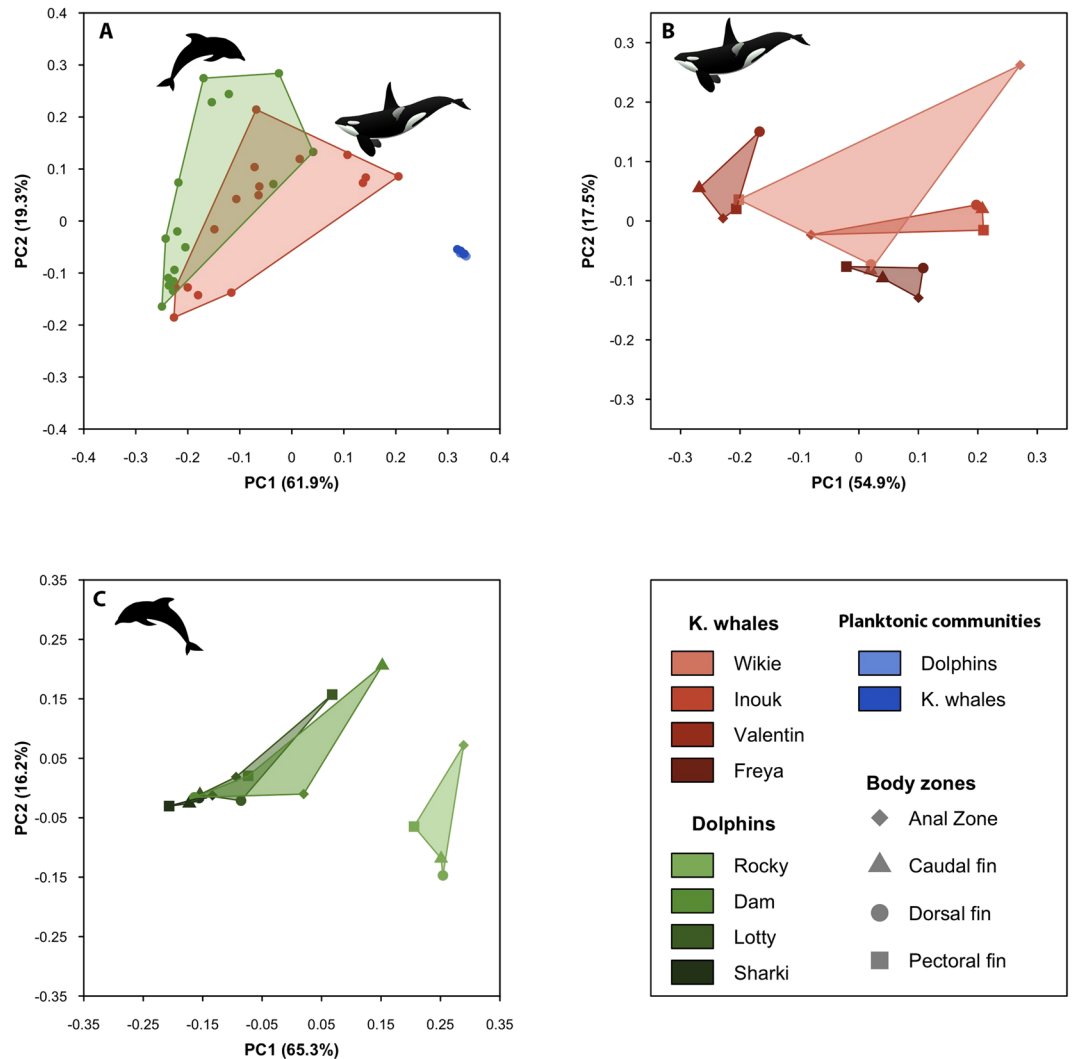 A
0.4
0.3
0.2
0.1
0
-0.1
-0.2
-0.3
-0.4
PC2 (19.3%)
-0.4 -0.3 -0.2 -0.1 0 0.1 0.2 0.3 0.4
PC1 (61.9%)
B
0.3
0.2
0.1
0
-0.1
-0.2
-0.3
PC2 (17.5%)
-0.3 -0.2 -0.1 0 0.1 0.2 0.3
PC1 (54.9%)
C
0.35
0.25
0.15
0.05
-0.05
-0.15
-0.25
-0.35
PC2 (16.2%)
-0.35 -0.25 -0.15 -0.05 0.05 0.15 0.25 0.35
PC1 (65.3%)
K. whales
Wikie
Inouk
Valentin
Freya
Dolphins
Rocky
Dam
Lotty
Sharki
Planktonic communities
Dolphins
K. whales
Body zones
Anal Zone
Caudal fin
Dorsal fin
Pectoral fin